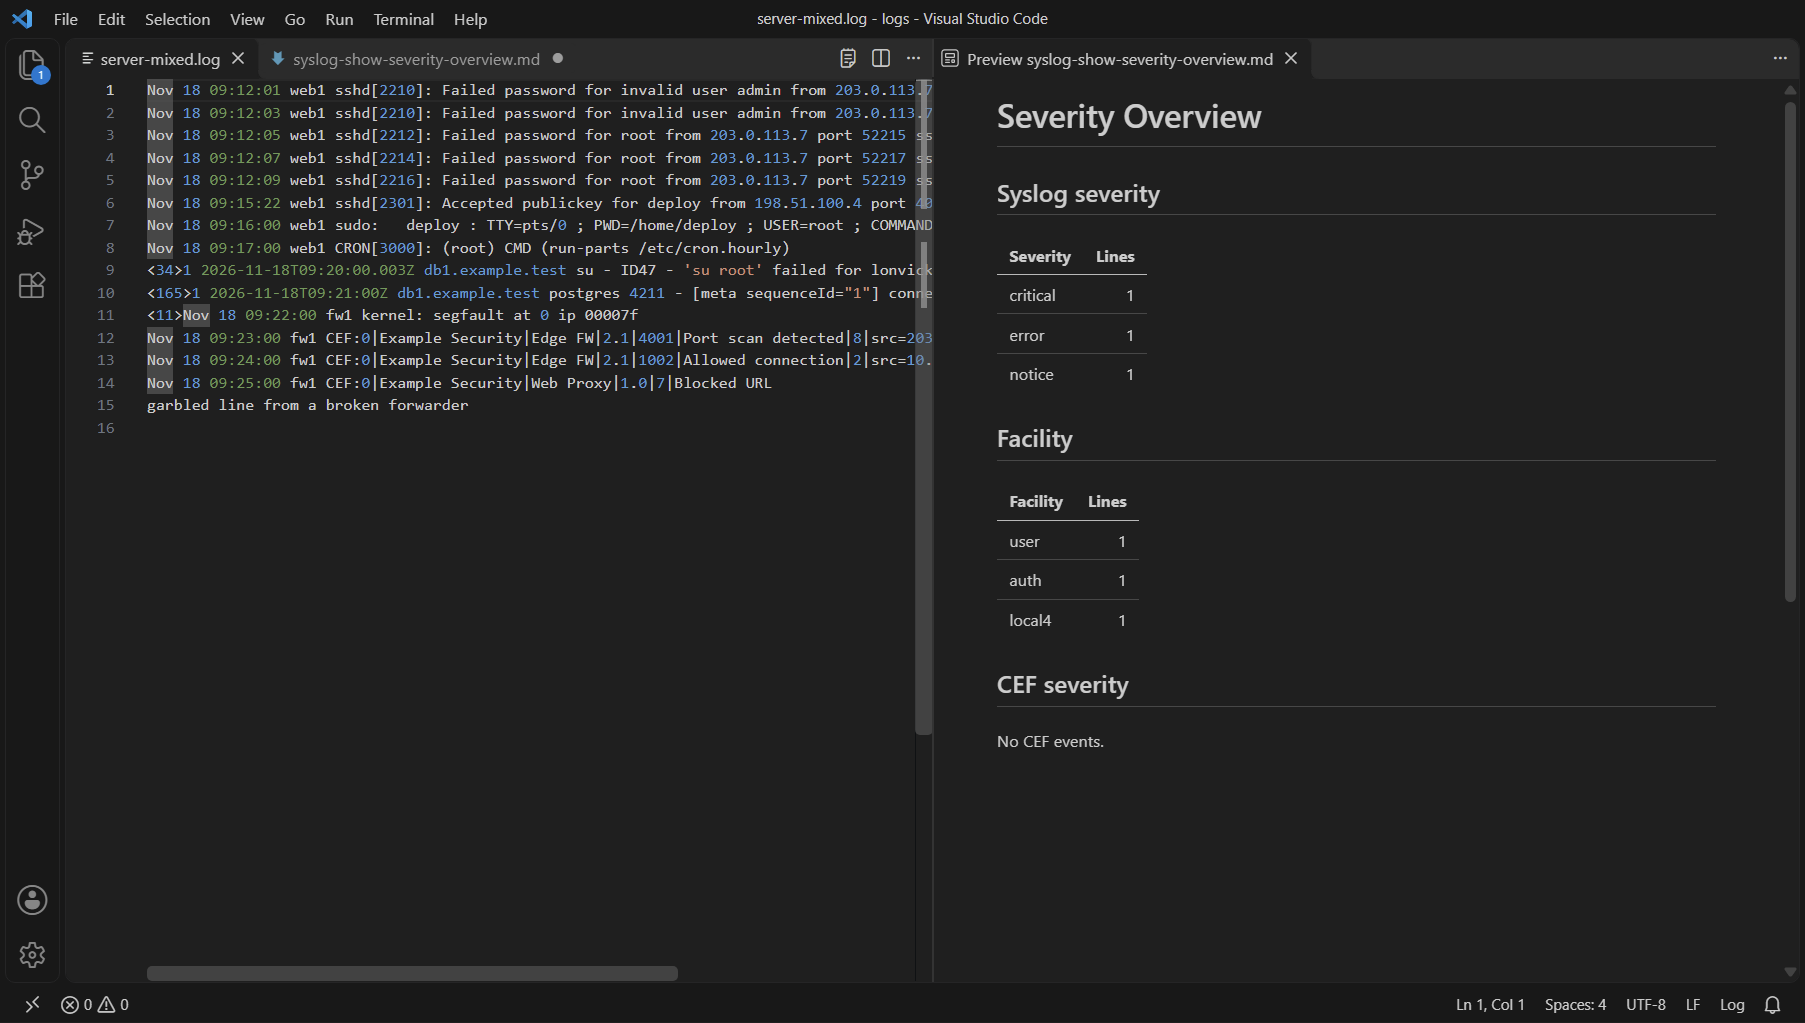 File Edit Selection View Go Run Terminal Help
server-mixed.log - logs - Visual Studio Code
server-mixed.log
syslog-show-severity-overview.md
Preview syslog-show-severity-overview.md
1
1 Nov 18 09:12:01 web1 sshd[2210]: Failed password for invalid user admin from 203.0.113.7
2 Nov 18 09:12:03 web1 sshd[2210]: Failed password for invalid user admin from 203.0.113.7
3 Nov 18 09:12:05 web1 sshd[2212]: Failed password for root from 203.0.113.7 port 52215 ss
4 Nov 18 09:12:07 web1 sshd[2214]: Failed password for root from 203.0.113.7 port 52217 ss
5 Nov 18 09:12:09 web1 sshd[2216]: Failed password for root from 203.0.113.7 port 52219 ss
6 Nov 18 09:15:22 web1 sshd[2301]: Accepted publickey for deploy from 198.51.100.4 port 40
7 Nov 18 09:16:00 web1 sudo:   deploy : TTY=pts/0 ; PWD=/home/deploy ; USER=root ; COMMAND
8 Nov 18 09:17:00 web1 CRON[3000]: (root) CMD (run-parts /etc/cron.hourly)
9 <34>1 2026-11-18T09:20:00.003Z db1.example.test su - ID47 - 'su root' failed for lonvick
10 <165>1 2026-11-18T09:21:00Z db1.example.test postgres 4211 - [meta sequenceId="1"] conne
11 <11>Nov 18 09:22:00 fw1 kernel: segfault at 0 ip 00007f
12 Nov 18 09:23:00 fw1 CEF:0|Example Security|Edge FW|2.1|4001|Port scan detected|8|src=203
13 Nov 18 09:24:00 fw1 CEF:0|Example Security|Edge FW|2.1|1002|Allowed connection|2|src=10.
14 Nov 18 09:25:00 fw1 CEF:0|Example Security|Web Proxy|1.0|7|Blocked URL
15 garbled line from a broken forwarder
16
Severity Overview
Syslog severity
Severity Lines
critical 1
error 1
notice 1
Facility
Facility Lines
user 1
auth 1
local4 1
CEF severity
No CEF events.
0 0
Ln 1, Col 1 Spaces: 4 UTF-8 LF Log